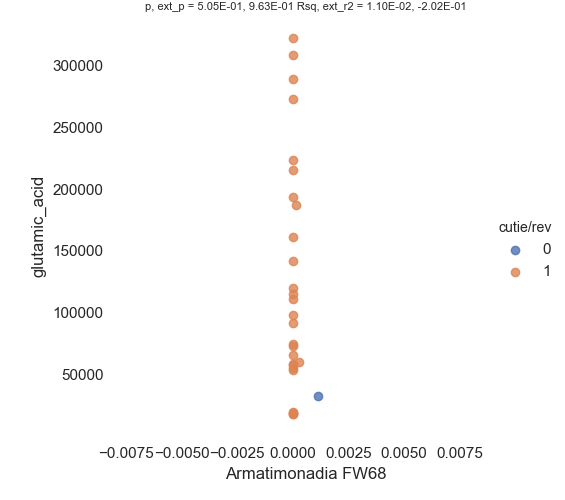 p, ext_p = 5.05E-01, 9.63E-01 Rsq, ext_r2 = 1.10E-02, -2.02E-01
300000
250000
200000
150000
100000
50000
glutamic_acid
cutie/rev
0
1
−0.0075 −0.0050 −0.0025 0.0000 0.0025 0.0050 0.0075
Armatimonadia FW68